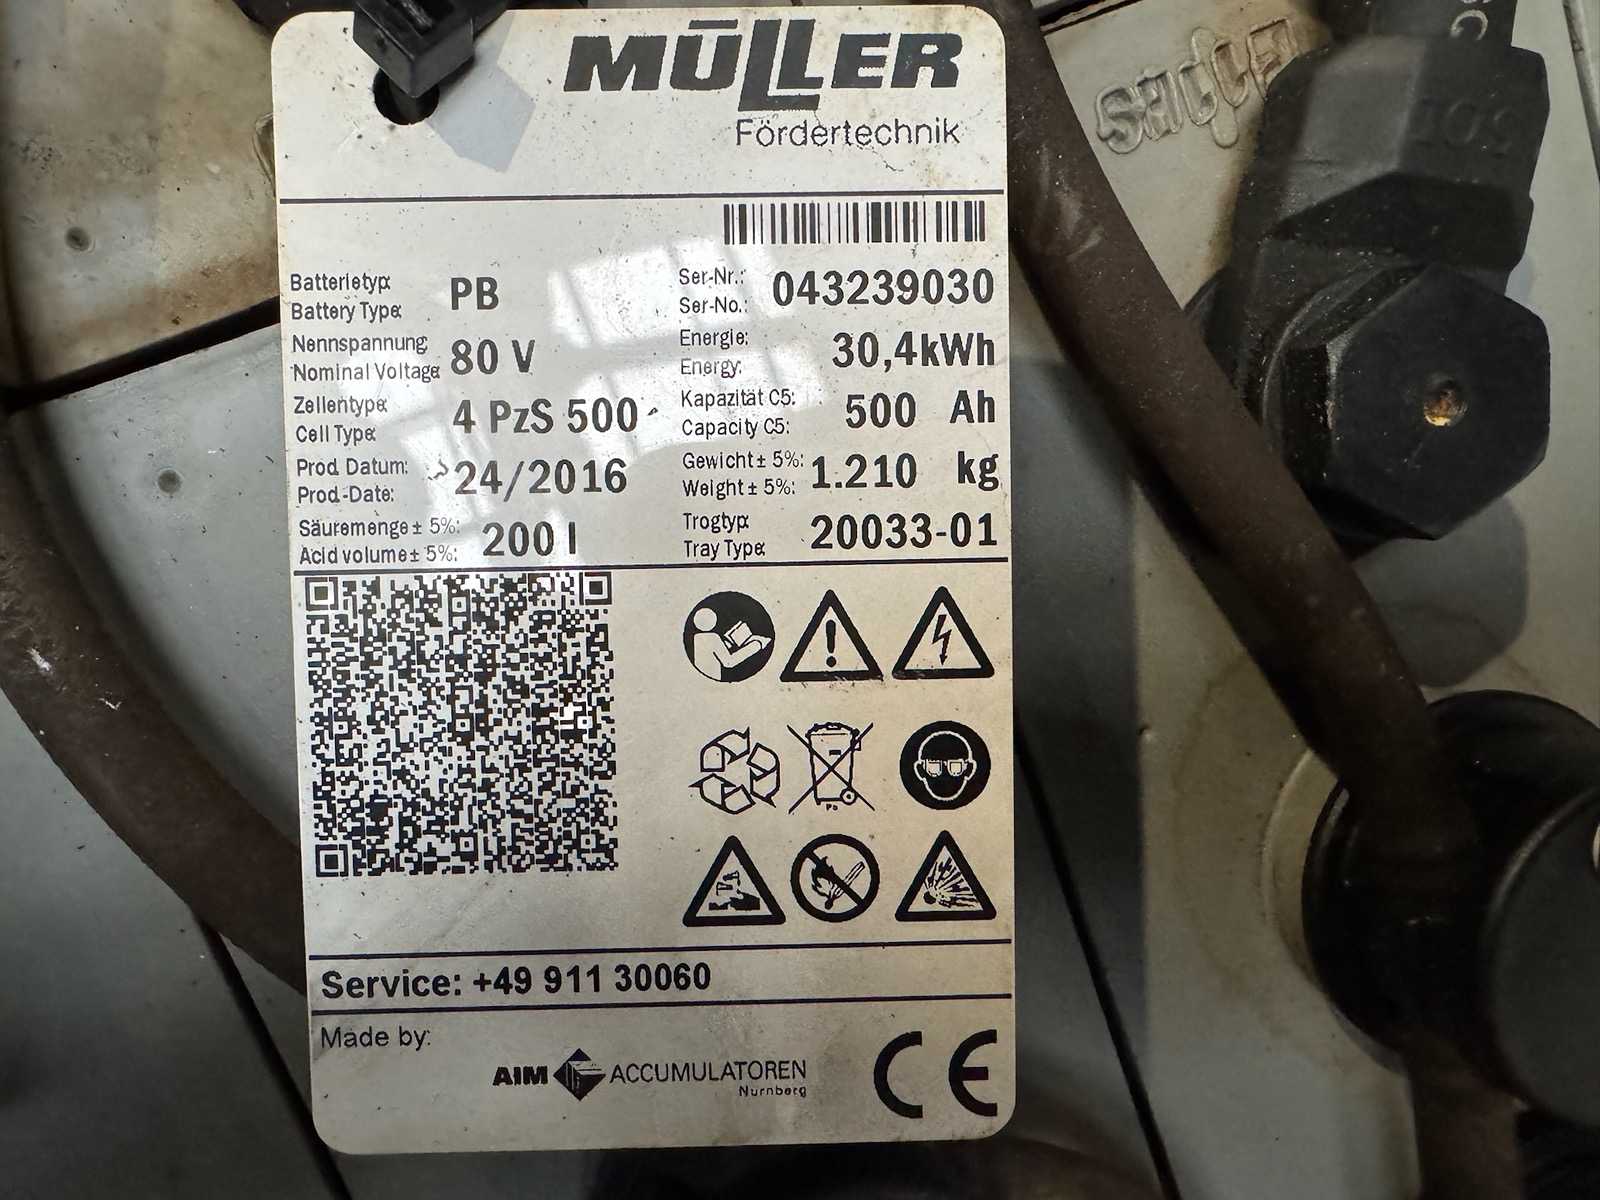 MÜLLER
Fördertechnik
Batterietyp:
Battery Type:
PB
Ser-Nr.:
Ser-No.:
043239030
Nennspannung:
Nominal Voltage:
80 V
Energie:
Energy:
30,4kWh
Zellentype:
Cell Type:
4 PzS 500
Kapazität C5:
Capacity C5:
500 Ah
Prod. Datum:
Prod.-Date:
24/2016
Gewicht ± 5%:
Weight ± 5%:
1.210 kg
Säuremenge ± 5%:
Acid volume ± 5%:
200 l
Trogtyp:
Tray Type:
20033-01
Pb
Service: +49 911 30060
Made by:
AIM ACCUMULATOREN
Nürnberg
CE